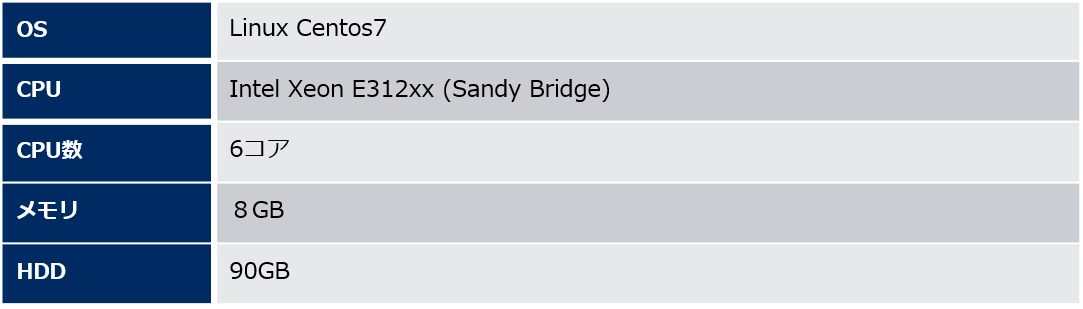 OS Linux Centos7
CPU Intel Xeon E312xx (Sandy Bridge)
CPU数 6コア
メモリ ８GB
HDD 90GB